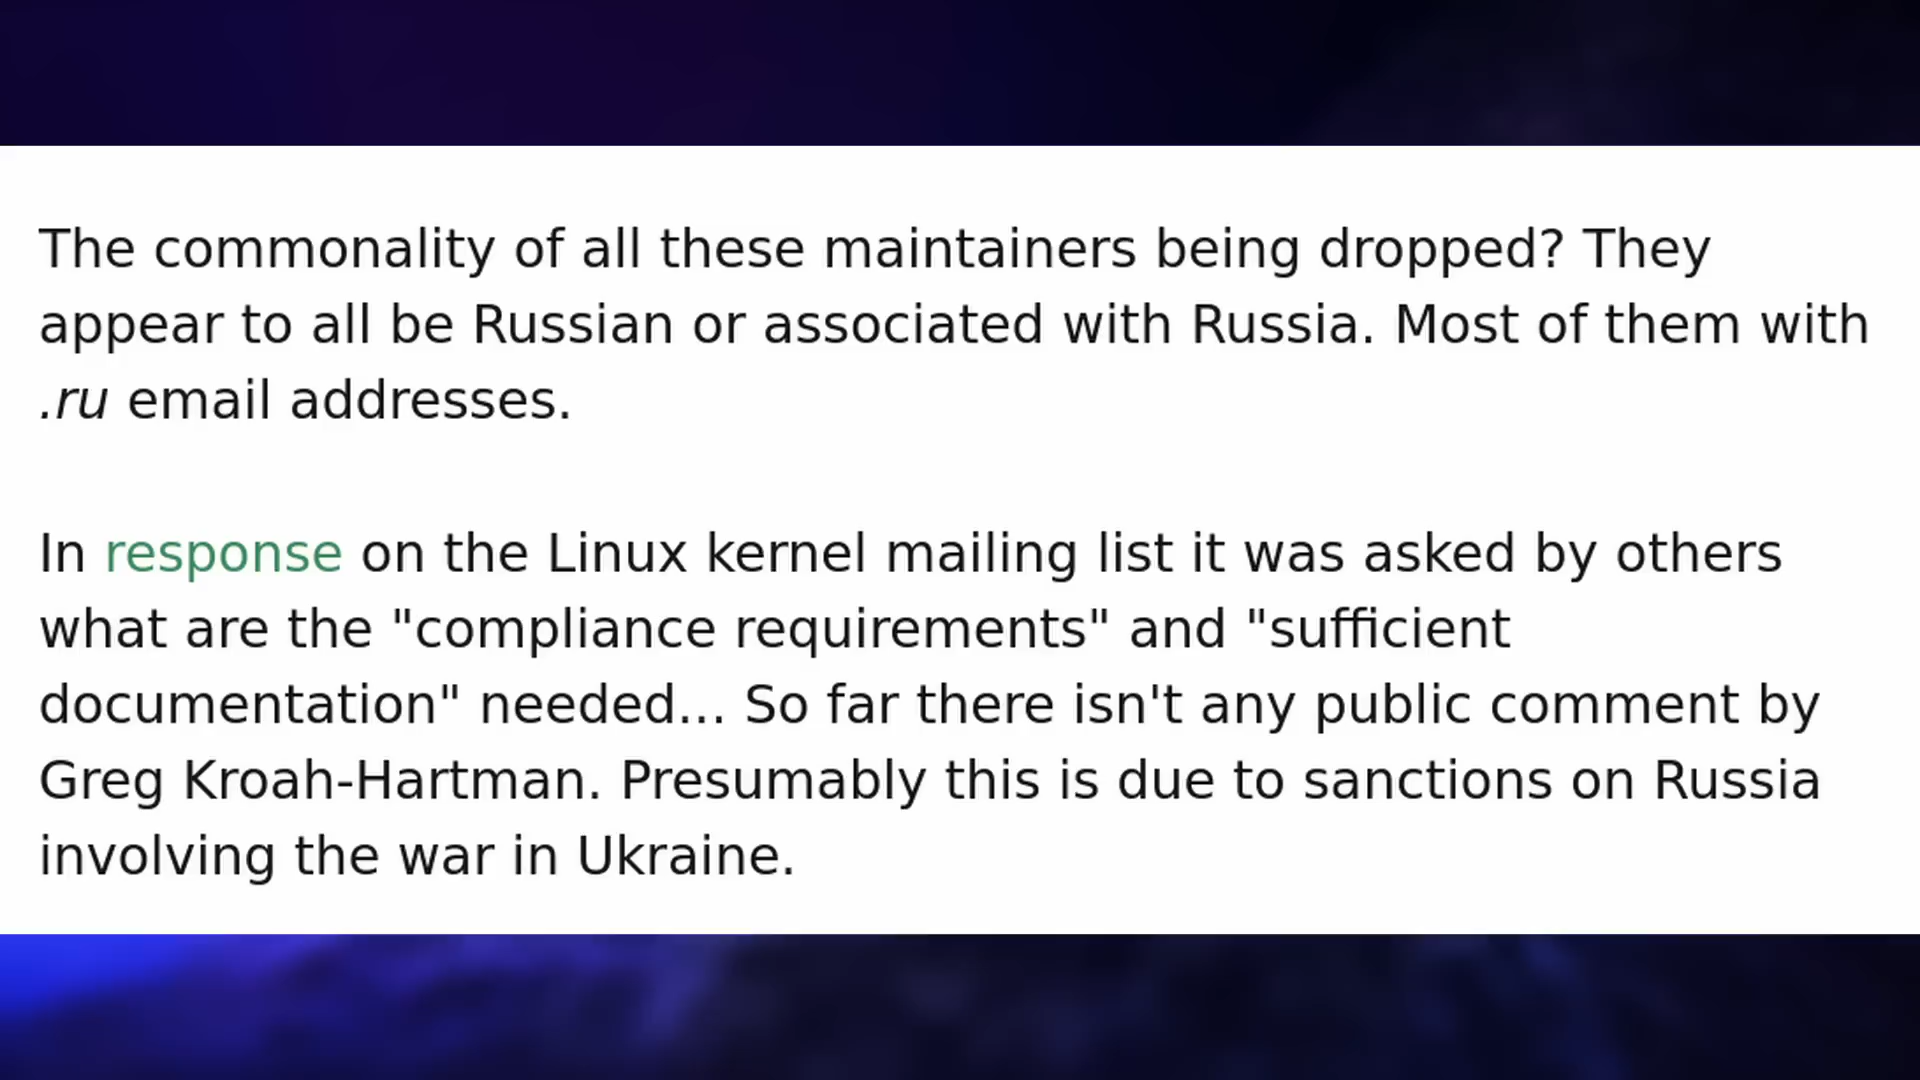 The commonality of all these maintainers being dropped? They
appear to all be Russian or associated with Russia. Most of them with
.ru email addresses.
In response on the Linux kernel mailing list it was asked by others
what are the "compliance requirements" and "sufficient
documentation" needed... So far there isn't any public comment by
Greg Kroah-Hartman. Presumably this is due to sanctions on Russia
involving the war in Ukraine.